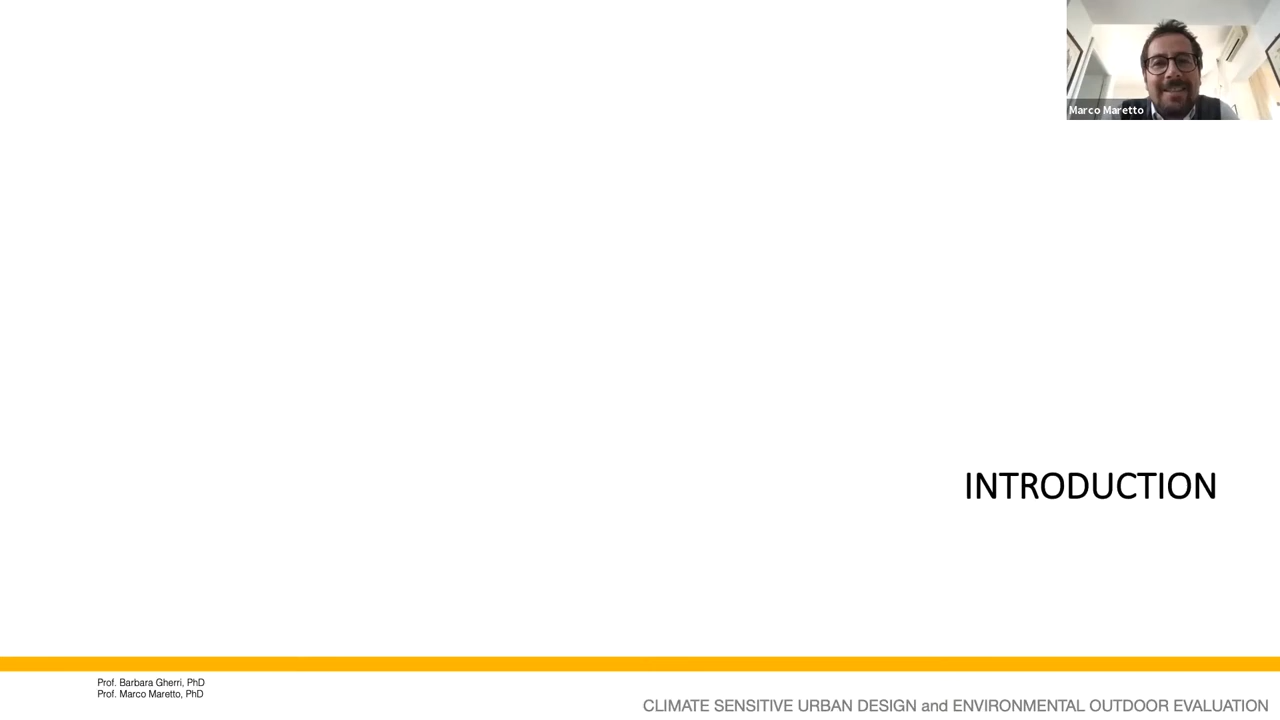 Marco Maretto
INTRODUCTION
Prof. Barbara Gherri, PhD
Prof. Marco Maretto, PhD
CLIMATE SENSITIVE URBAN DESIGN and ENVIRONMENTAL OUTDOOR EVALUATION